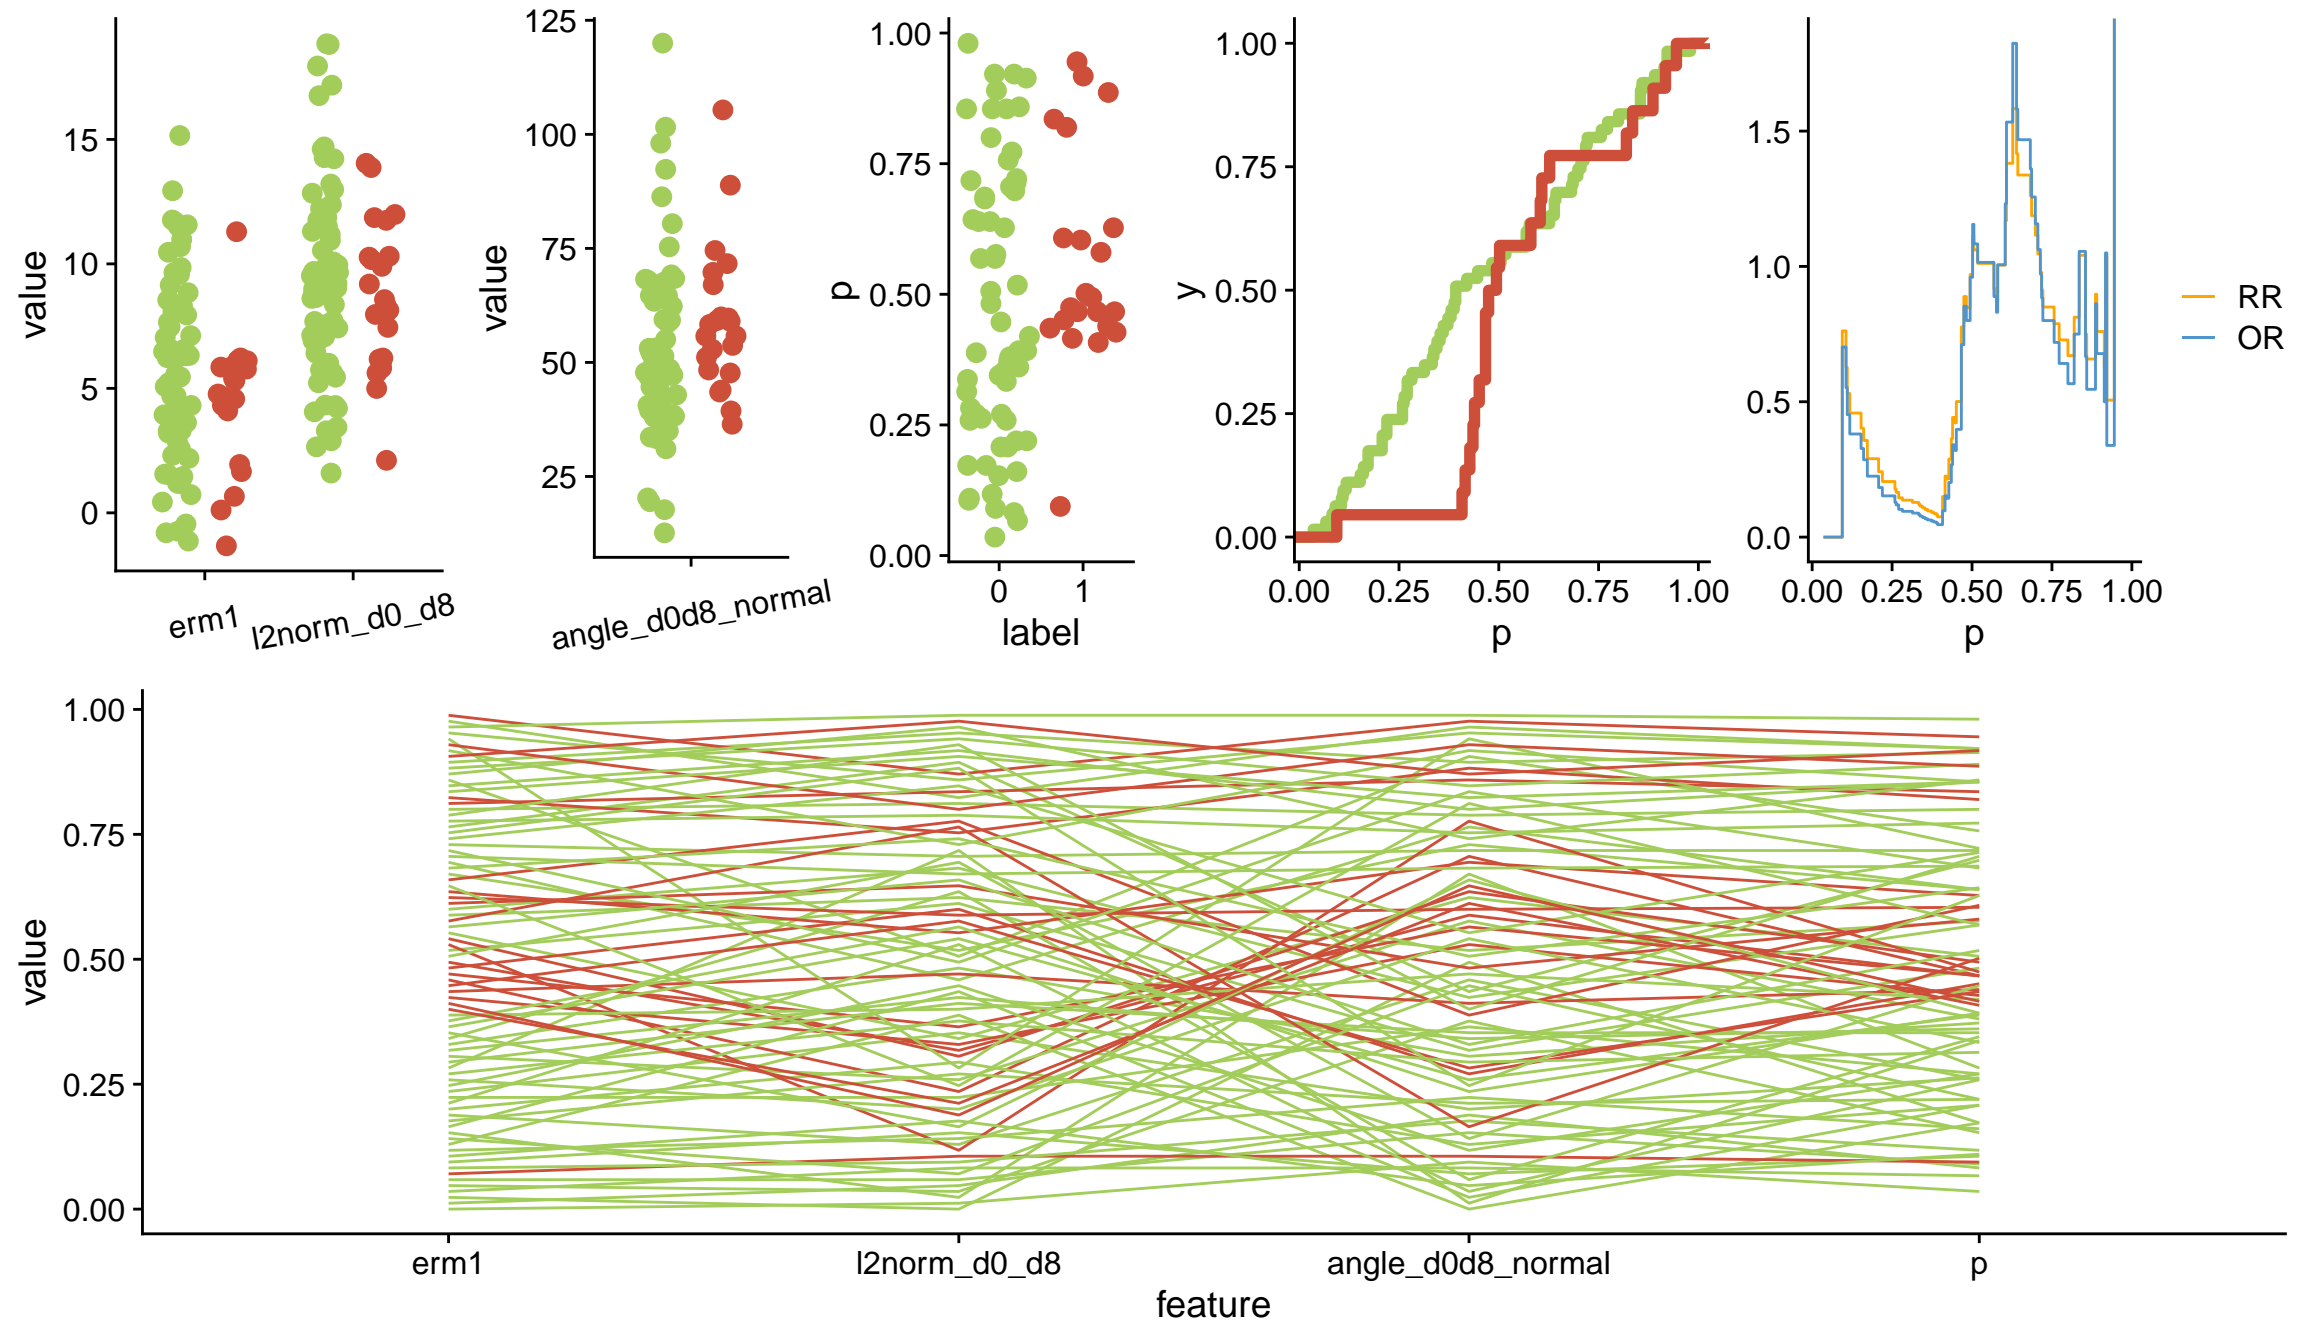 value
15
10
5
0
erm1
l2norm_d0_d8
value
125
100
75
50
25
angle_d0d8_normal
p
1.00
0.75
0.50
0.25
0.00
0 1
label
y
1.00
0.75
0.50
0.25
0.00
0.00 0.25 0.50 0.75 1.00
p
1.5
1.0
0.5
0.0
0.00 0.25 0.50 0.75 1.00
p
RR
OR
value
1.00
0.75
0.50
0.25
0.00
erm1 l2norm_d0_d8 angle_d0d8_normal p
feature